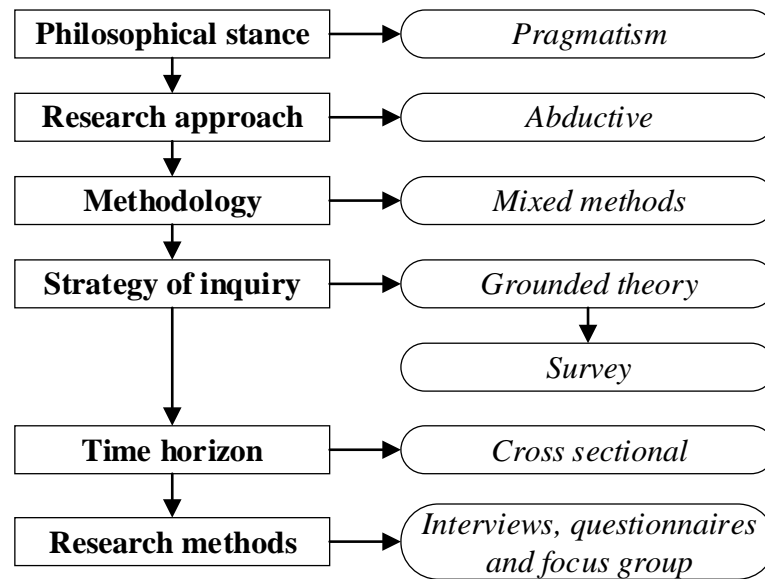 Philosophical stance
Pragmatism
Research approach
Abductive
Methodology
Mixed methods
Strategy of inquiry
Grounded theory
Survey
Time horizon
Cross sectional
Research methods
Interviews, questionnaires
and focus group